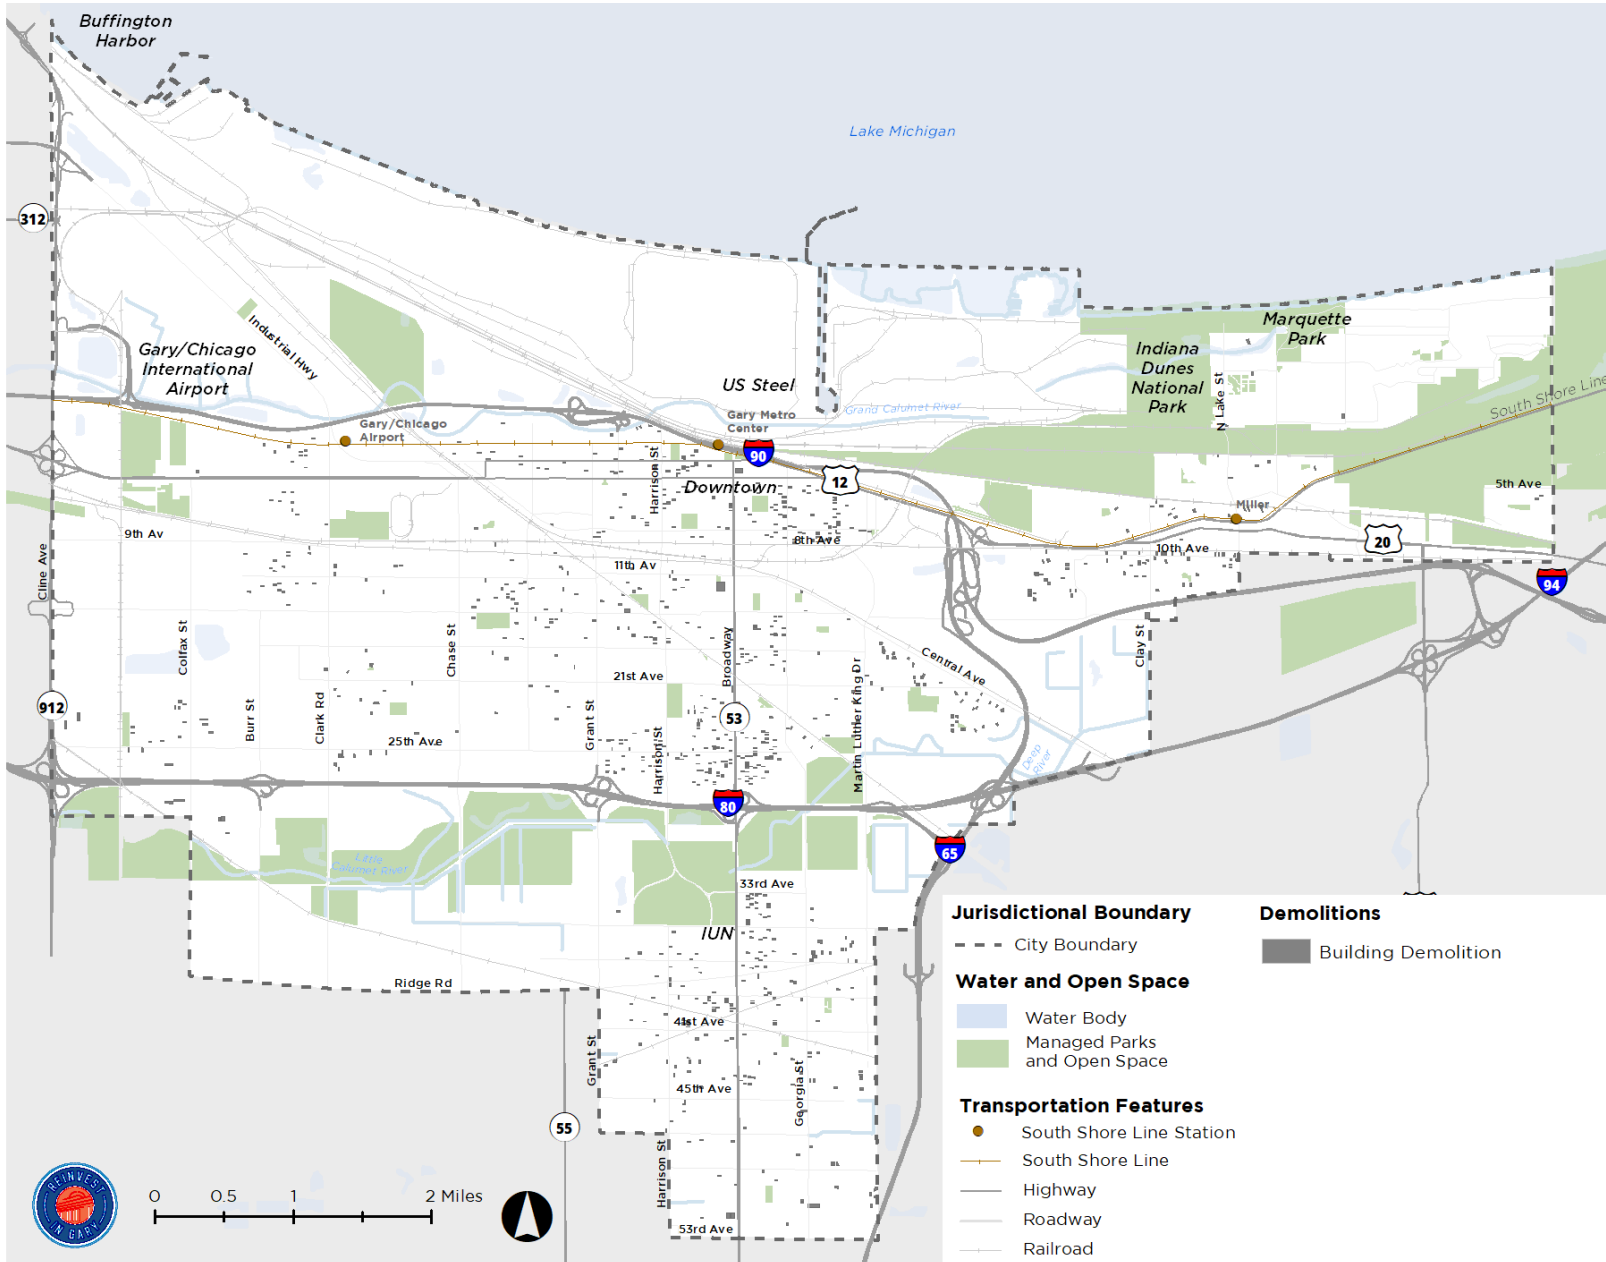 Buffington
Harbor
Lake Michigan
312
Industrial Hwy
Gary/Chicago
International
Airport
Marquette
Park
Indiana
Dunes
National
Park
N Lake St
South Shore Line
US Steel
Grand Calumet River
Gary Metro
Center
Gary/Chicago
Airport
90
Harrison St
Downtown
12
5th Ave
Miller
9th Av
8th Ave
20
10th Ave
11th Av
Cline Ave
94
Colfax St
Chase St
Broadway
Clay St
Central Ave
21st Ave
Martin Luther King Dr
912
Burr St
Clark Rd
Grant St
53
25th Ave
Harrison St
Deep
River
80
65
Little
Calumet River
33rd Ave
IUN
Ridge Rd
41st Ave
Grant St
45th Ave
Georgia St
55
Harrison St
53rd Ave
Jurisdictional Boundary
City Boundary
Water and Open Space
Water Body
Managed Parks
and Open Space
Transportation Features
South Shore Line Station
South Shore Line
Highway
Roadway
Railroad
Demolitions
Building Demolition
REINVEST
IN GARY
0 0.5 1 2 Miles